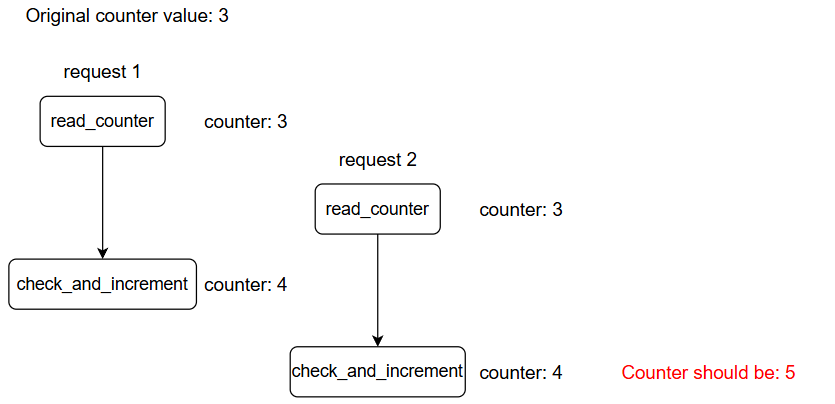 Original counter value: 3
request 1
read_counter
counter: 3
request 2
read_counter
counter: 3
check_and_increment
counter: 4
check_and_increment
counter: 4
Counter should be: 5